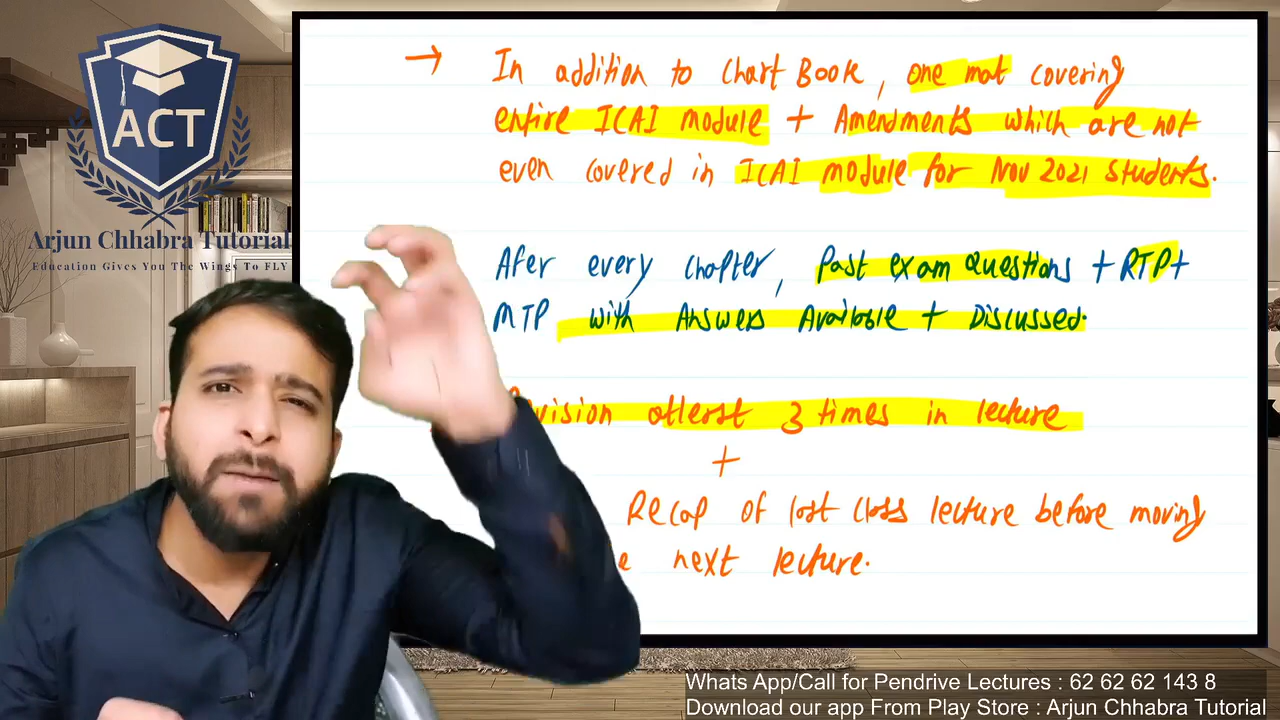 ACT
Arjun Chhabra Tutorial
Education Gives You The Wings To FLY
→ In addition to Chart Book, one mat covering
entire ICAI module + Amendments which are not
even covered in ICAI module for Nov 2021 students.
Afer every chapter, Past exam questions + RTP +
MTP with Answers Available + Discussed.
atleast 3 times in lecture
+
Recap of last class lecture before moving
next lecture.
Whats App/Call for Pendrive Lectures : 62 62 62 143 8
Download our app From Play Store : Arjun Chhabra Tutorial